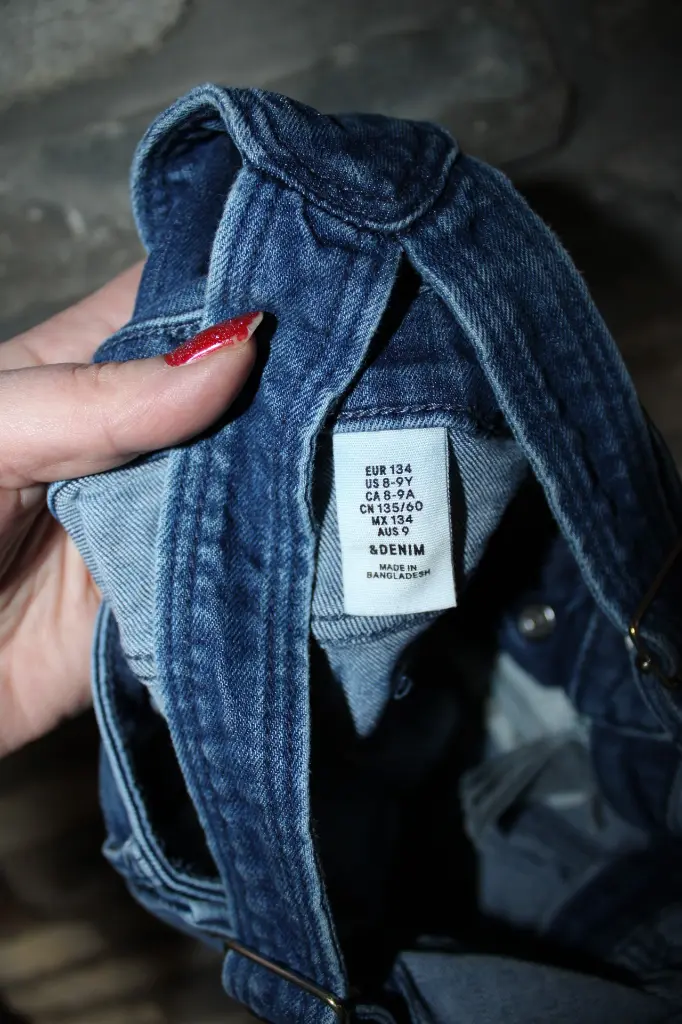 EUR 134
US 8-9Y
CA 8-9A
CN 135/60
MX 134
AUS 9
&DENIM
MADE IN
BANGLADESH